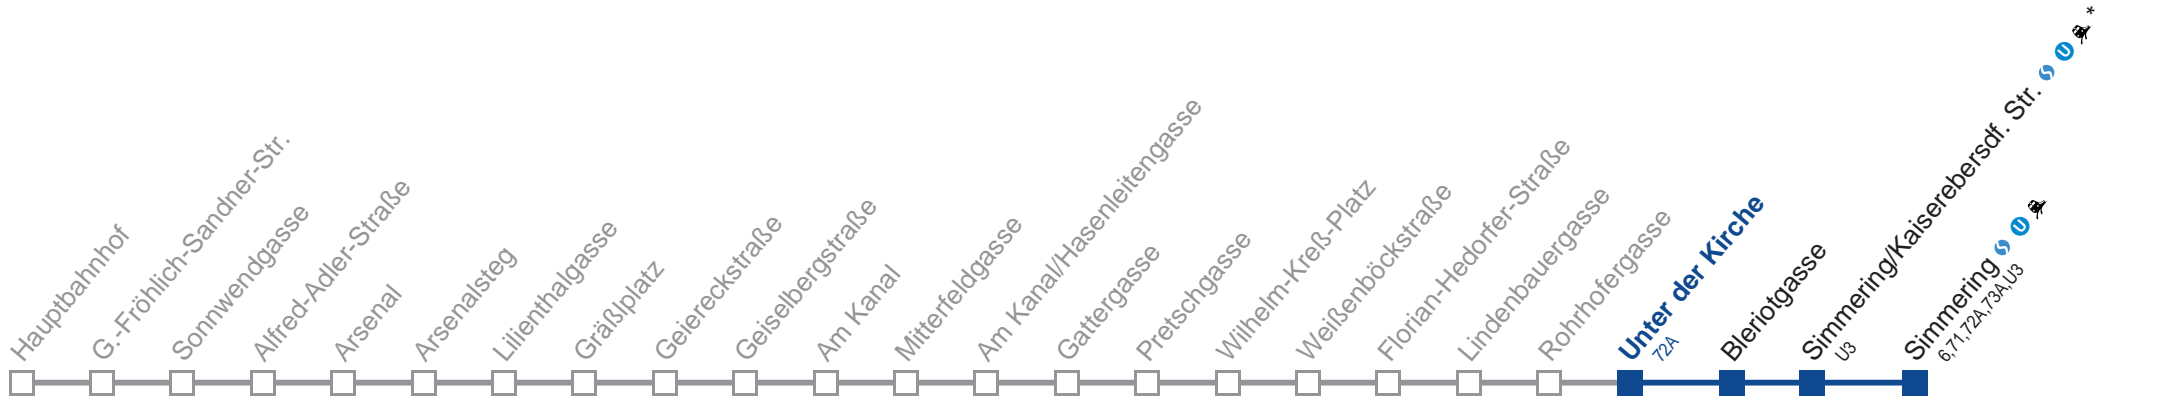 Hauptbahnhof
G.-Fröhlich-Sandner-Str.
Sonnwendgasse
Alfred-Adler-Straße
Arsenal
Arsenalsteg
Lilienthalgasse
Gräßlplatz
Geiereckstraße
Geiselbergstraße
Am Kanal
Mitterfeldgasse
Am Kanal/Hasenleitengasse
Gattergasse
Pretschgasse
Wilhelm-Kreß-Platz
Weißenböckstraße
Florian-Hedorfer-Straße
Lindenbauergasse
Rohrhofergasse
Unter der Kirche
72A
Bleriotgasse
Simmering/Kaiserebersdf. Str. S U *
U3
Simmering S U
6,71,72A,73A,U3